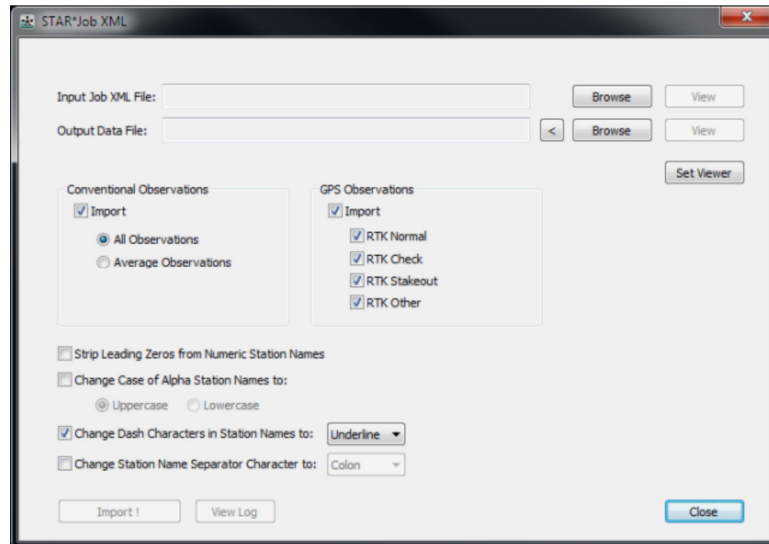 STAR*Job XML
Input Job XML File: Browse View
Output Data File: < Browse View
Set Viewer
Conventional Observations GPS Observations
Import Import
All Observations RTK Normal
Average Observations RTK Check
RTK Stakeout
RTK Other
Strip Leading Zeros from Numeric Station Names
Change Case of Alpha Station Names to:
Uppercase Lowercase
Change Dash Characters in Station Names to: Underline
Change Station Name Separator Character to: Colon
Import ! View Log Close